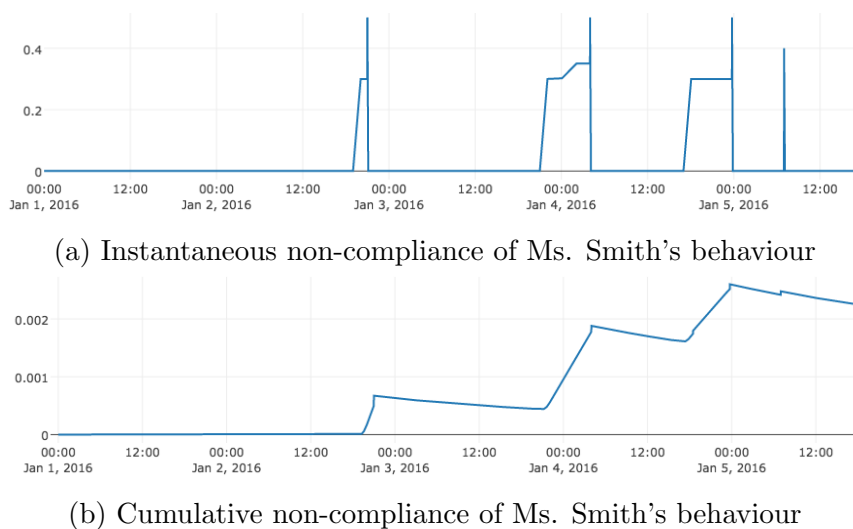 0.4
0.2
0
00:00 12:00 00:00 12:00 00:00 12:00 00:00 12:00 00:00 12:00
Jan 1, 2016 Jan 2, 2016 Jan 3, 2016 Jan 4, 2016 Jan 5, 2016
(a) Instantaneous non-compliance of Ms. Smith's behaviour
0.002
0.001
0
00:00 12:00 00:00 12:00 00:00 12:00 00:00 12:00 00:00 12:00
Jan 1, 2016 Jan 2, 2016 Jan 3, 2016 Jan 4, 2016 Jan 5, 2016
(b) Cumulative non-compliance of Ms. Smith's behaviour